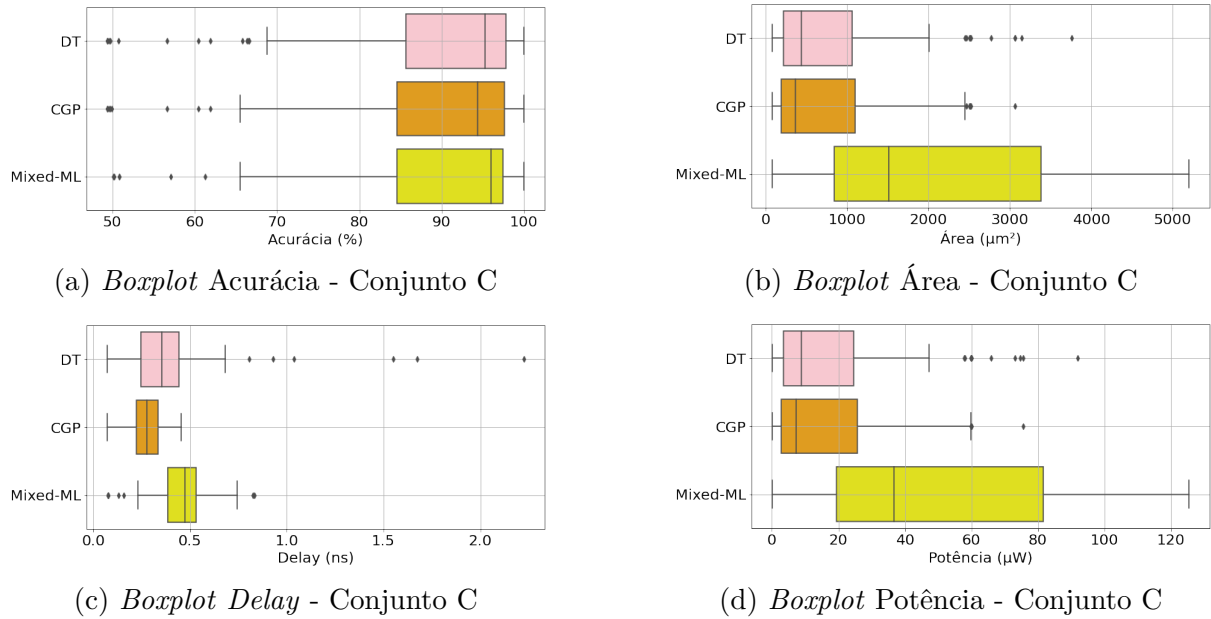 DT
CGP
Mixed-ML
50 60 70 80 90 100
Acurácia (%)
(a) Boxplot Acurácia - Conjunto C
DT
CGP
Mixed-ML
0 1000 2000 3000 4000 5000
Área (μm²)
(b) Boxplot Área - Conjunto C
DT
CGP
Mixed-ML
0.0 0.5 1.0 1.5 2.0
Delay (ns)
(c) Boxplot Delay - Conjunto C
DT
CGP
Mixed-ML
0 20 40 60 80 100 120
Potência (μW)
(d) Boxplot Potência - Conjunto C